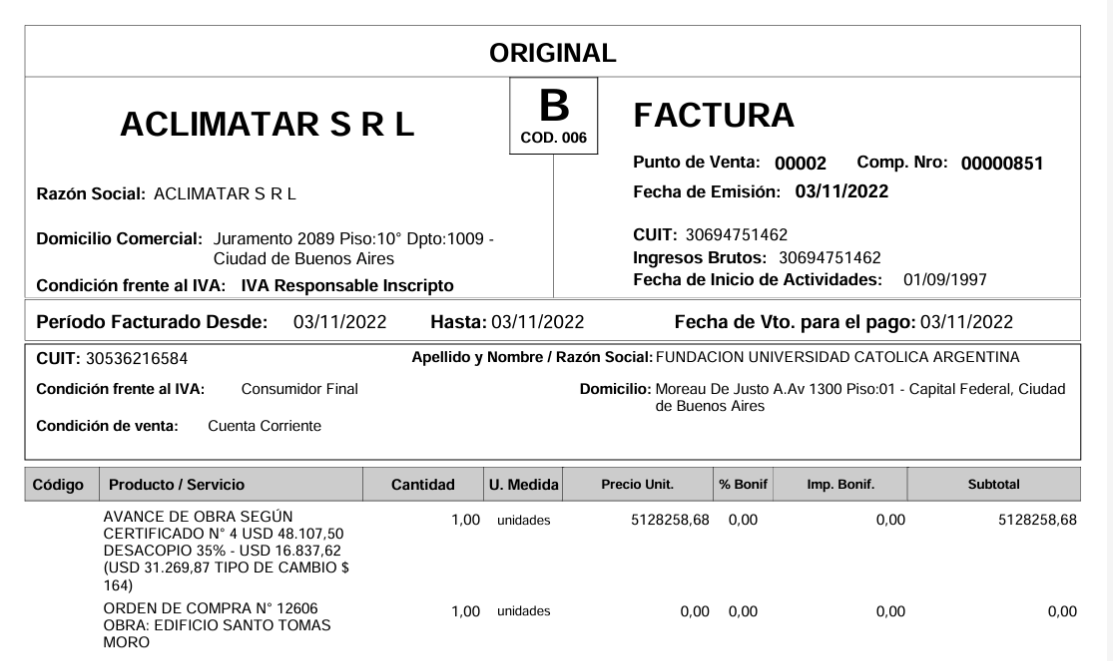 ORIGINAL
ACLIMATAR S R L
B
COD. 006
FACTURA
Punto de Venta: 00002 Comp. Nro: 00000851
Fecha de Emisión: 03/11/2022
Razón Social: ACLIMATAR S R L
Domicilio Comercial: Juramento 2089 Piso:10° Dpto:1009 -
Ciudad de Buenos Aires
Condición frente al IVA: IVA Responsable Inscripto
CUIT: 30694751462
Ingresos Brutos: 30694751462
Fecha de Inicio de Actividades: 01/09/1997
Período Facturado Desde: 03/11/2022 Hasta: 03/11/2022 Fecha de Vto. para el pago: 03/11/2022
CUIT: 30536216584 Apellido y Nombre / Razón Social: FUNDACION UNIVERSIDAD CATOLICA ARGENTINA
Condición frente al IVA: Consumidor Final Domicilio: Moreau De Justo A.Av 1300 Piso:01 - Capital Federal, Ciudad
de Buenos Aires
Condición de venta: Cuenta Corriente
Código Producto / Servicio Cantidad U. Medida Precio Unit. % Bonif Imp. Bonif. Subtotal
AVANCE DE OBRA SEGÚN 1,00 unidades 5128258,68 0,00 0,00 5128258,68
CERTIFICADO N° 4 USD 48.107,50
DESACOPIO 35% - USD 16.837,62
(USD 31.269,87 TIPO DE CAMBIO $
164)
ORDEN DE COMPRA N° 12606 1,00 unidades 0,00 0,00 0,00 0,00
OBRA: EDIFICIO SANTO TOMAS
MORO